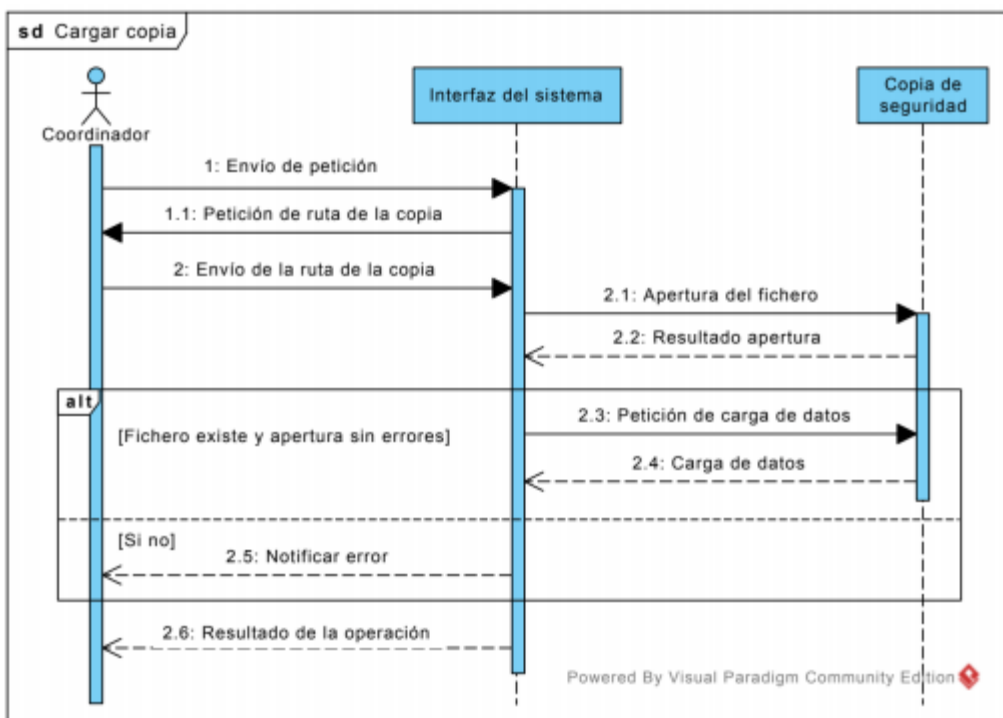 sd Cargar copia
Coordinador
Interfaz del sistema
Copia de
seguridad
1: Envío de petición
1.1: Petición de ruta de la copia
2: Envío de la ruta de la copia
2.1: Apertura del fichero
2.2: Resultado apertura
alt
[Fichero existe y apertura sin errores]
2.3: Petición de carga de datos
2.4: Carga de datos
[Si no]
2.5: Notificar error
2.6: Resultado de la operación
Powered By Visual Paradigm Community Edition